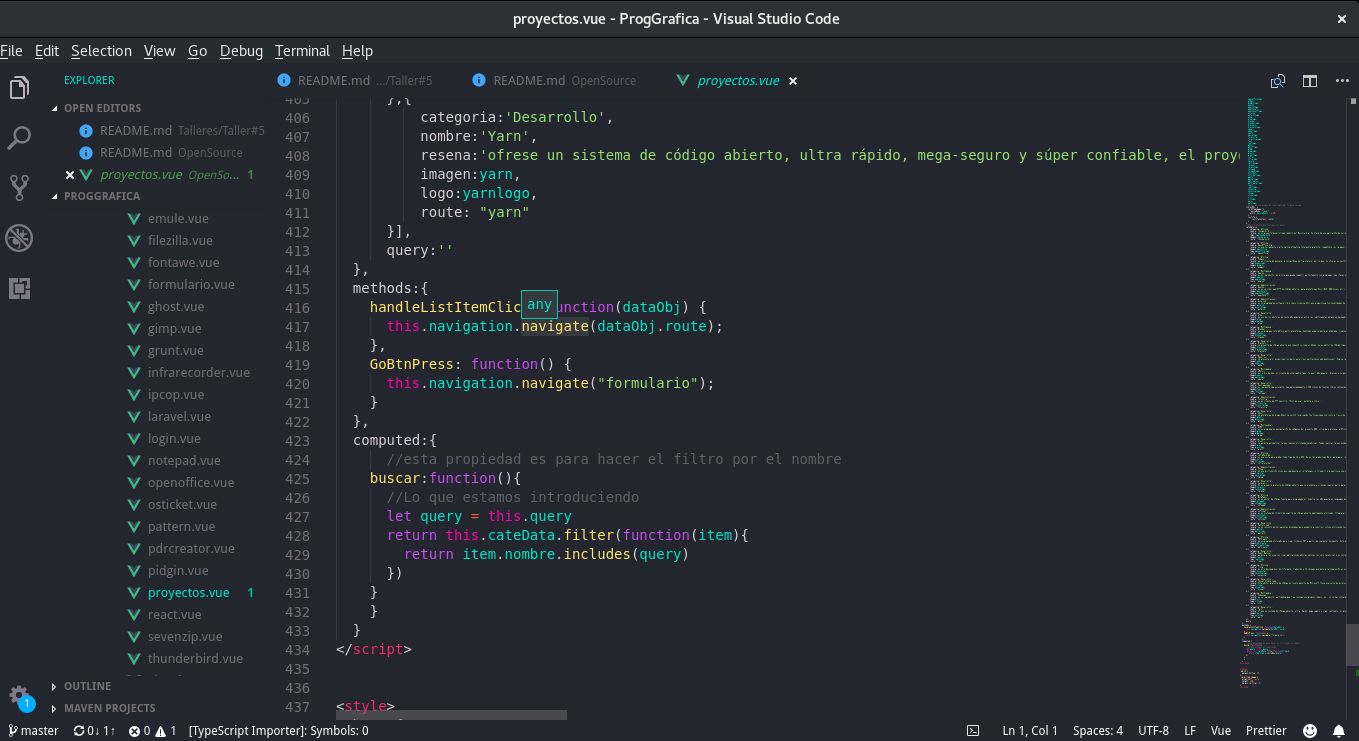 proyectos.vue - ProgGrafica - Visual Studio Code
File Edit Selection View Go Debug Terminal Help
EXPLORER
OPEN EDITORS
README.md Talleres/Taller#5
README.md OpenSource
proyectos.vue OpenSo... 1
PROGGRAFICA
emule.vue
filezilla.vue
fontawe.vue
formulario.vue
ghost.vue
gimp.vue
grunt.vue
infrarecorder.vue
ipcop.vue
laravel.vue
login.vue
notepad.vue
openoffice.vue
osticket.vue
pattern.vue
pdrcreator.vue
pidgin.vue
proyectos.vue 1
react.vue
sevenzip.vue
thunderbird.vue
OUTLINE
MAVEN PROJECTS
1
README.md .../Taller#5 README.md OpenSource proyectos.vue
405 },{
406 categoria:'Desarrollo',
407 nombre:'Yarn',
408 resena:'ofrese un sistema de código abierto, ultra rápido, mega-seguro y súper confiable, el proy
409 imagen:yarn,
410 logo:yarnlogo,
411 route: "yarn"
412 }],
413 query:''
414 },
415 methods:{
any
416 handleListItemClic unction(dataObj) {
417 this.navigation.navigate(dataObj.route);
418 },
419 GoBtnPress: function() {
420 this.navigation.navigate("formulario");
421 }
422 },
423 computed:{
424 //esta propiedad es para hacer el filtro por el nombre
425 buscar:function(){
426 //Lo que estamos introduciendo
427 let query = this.query
428 return this.cateData.filter(function(item){
429 return item.nombre.includes(query)
430 })
431 }
432 }
433 }
434 </script>
435
436
437 <style>
master 0↓ 1↑ 0 1 [TypeScript Importer]: Symbols: 0 Ln 1, Col 1 Spaces: 4 UTF-8 LF Vue Prettier